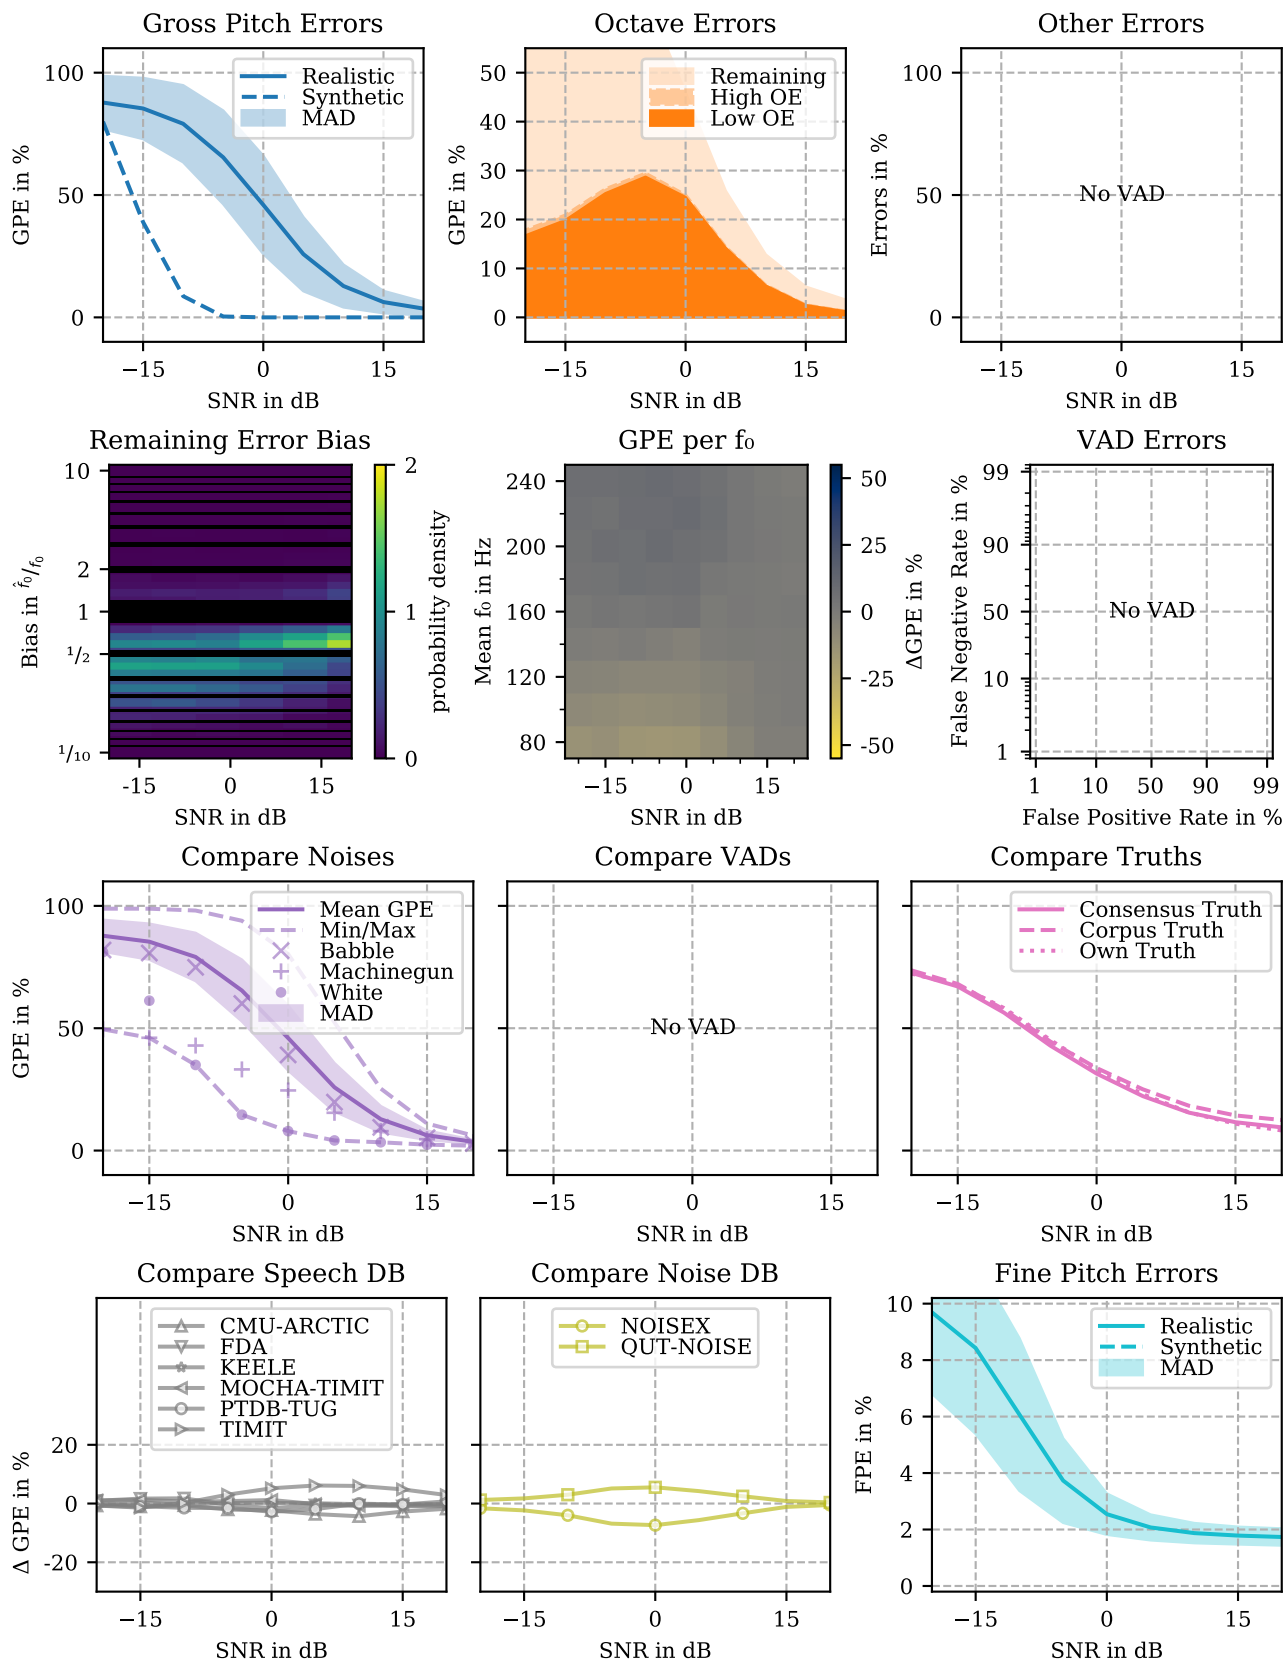 Gross Pitch Errors
GPE in %
100
50
0
Realistic
Synthetic
MAD
−15
0
15
SNR in dB
Octave Errors
GPE in %
50
40
30
20
10
0
Remaining
High OE
Low OE
−15
0
15
SNR in dB
Other Errors
Errors in %
100
50
0
No VAD
−15
0
15
SNR in dB
Remaining Error Bias
Bias in f̂₀/f₀
10
2
1
¹/₂
¹/₁₀
-15
0
15
SNR in dB
2
1
0
probability density
GPE per f₀
Mean f₀ in Hz
240
200
160
120
80
−15
0
15
SNR in dB
50
25
0
-25
-50
ΔGPE in %
VAD Errors
False Negative Rate in %
99
90
50
10
1
No VAD
1
10
50
90
99
False Positive Rate in %
Compare Noises
GPE in %
100
50
0
Mean GPE
Min/Max
Babble
Machinegun
White
MAD
−15
0
15
SNR in dB
Compare VADs
No VAD
−15
0
15
SNR in dB
Compare Truths
Consensus Truth
Corpus Truth
Own Truth
−15
0
15
SNR in dB
Compare Speech DB
Δ GPE in %
20
0
-20
CMU-ARCTIC
FDA
KEELE
MOCHA-TIMIT
PTDB-TUG
TIMIT
−15
0
15
SNR in dB
Compare Noise DB
NOISEX
QUT-NOISE
−15
0
15
SNR in dB
Fine Pitch Errors
FPE in %
10
8
6
4
2
0
Realistic
Synthetic
MAD
−15
0
15
SNR in dB